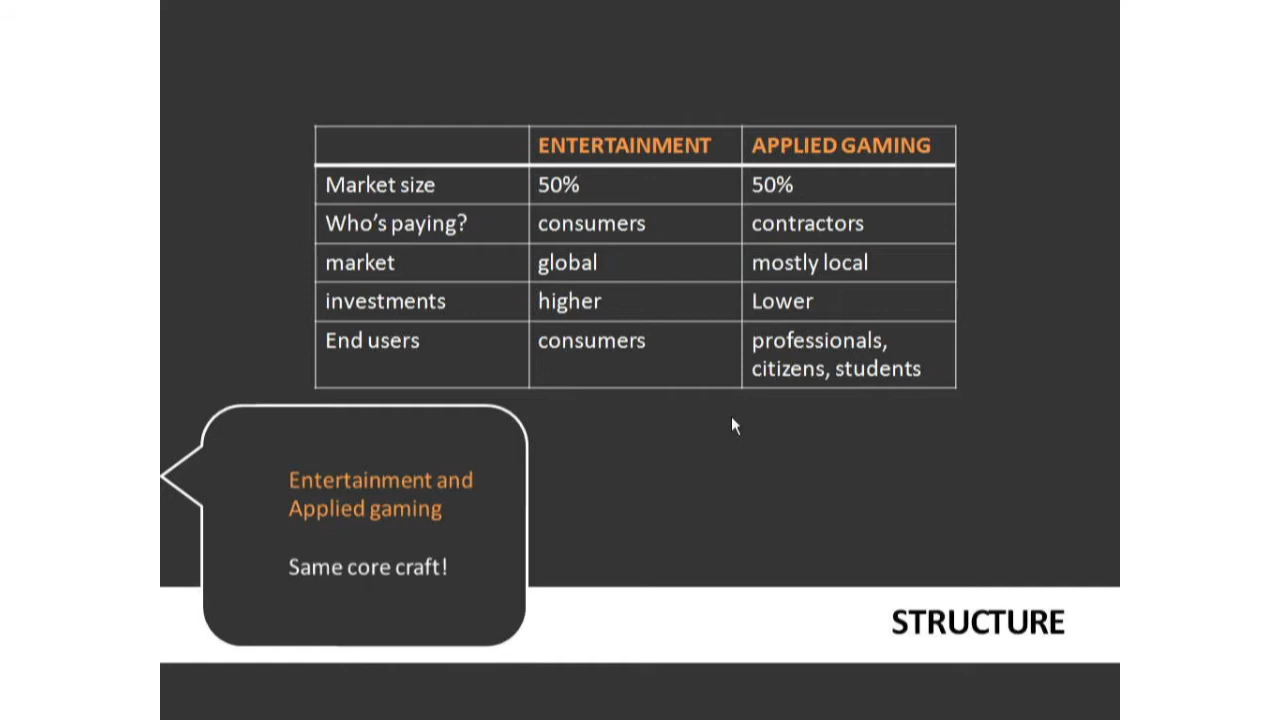 ENTERTAINMENT APPLIED GAMING
Market size 50% 50%
Who's paying? consumers contractors
market global mostly local
investments higher Lower
End users consumers professionals,
citizens, students
Entertainment and
Applied gaming
Same core craft!
STRUCTURE